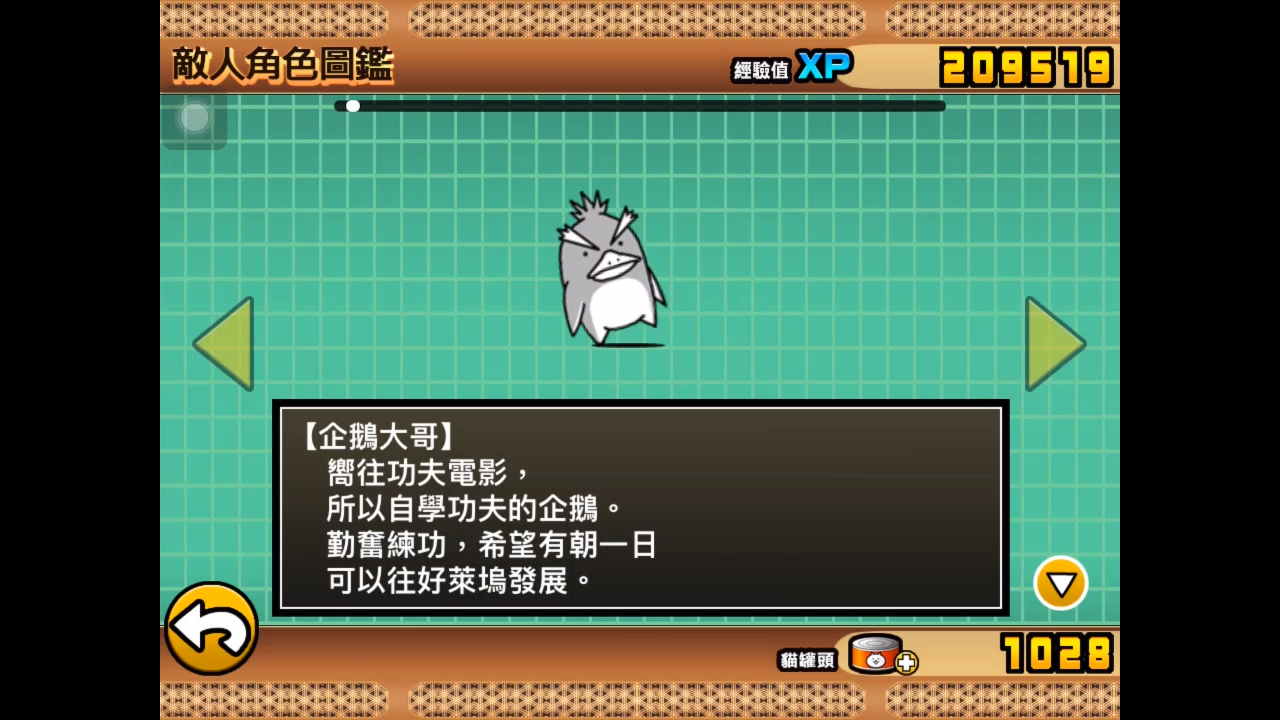 敵人角色圖鑑
經驗值 XP 209519
【企鵝大哥】
嚮往功夫電影，
所以自學功夫的企鵝。
勤奮練功，希望有朝一日
可以往好萊塢發展。
貓罐頭 1028